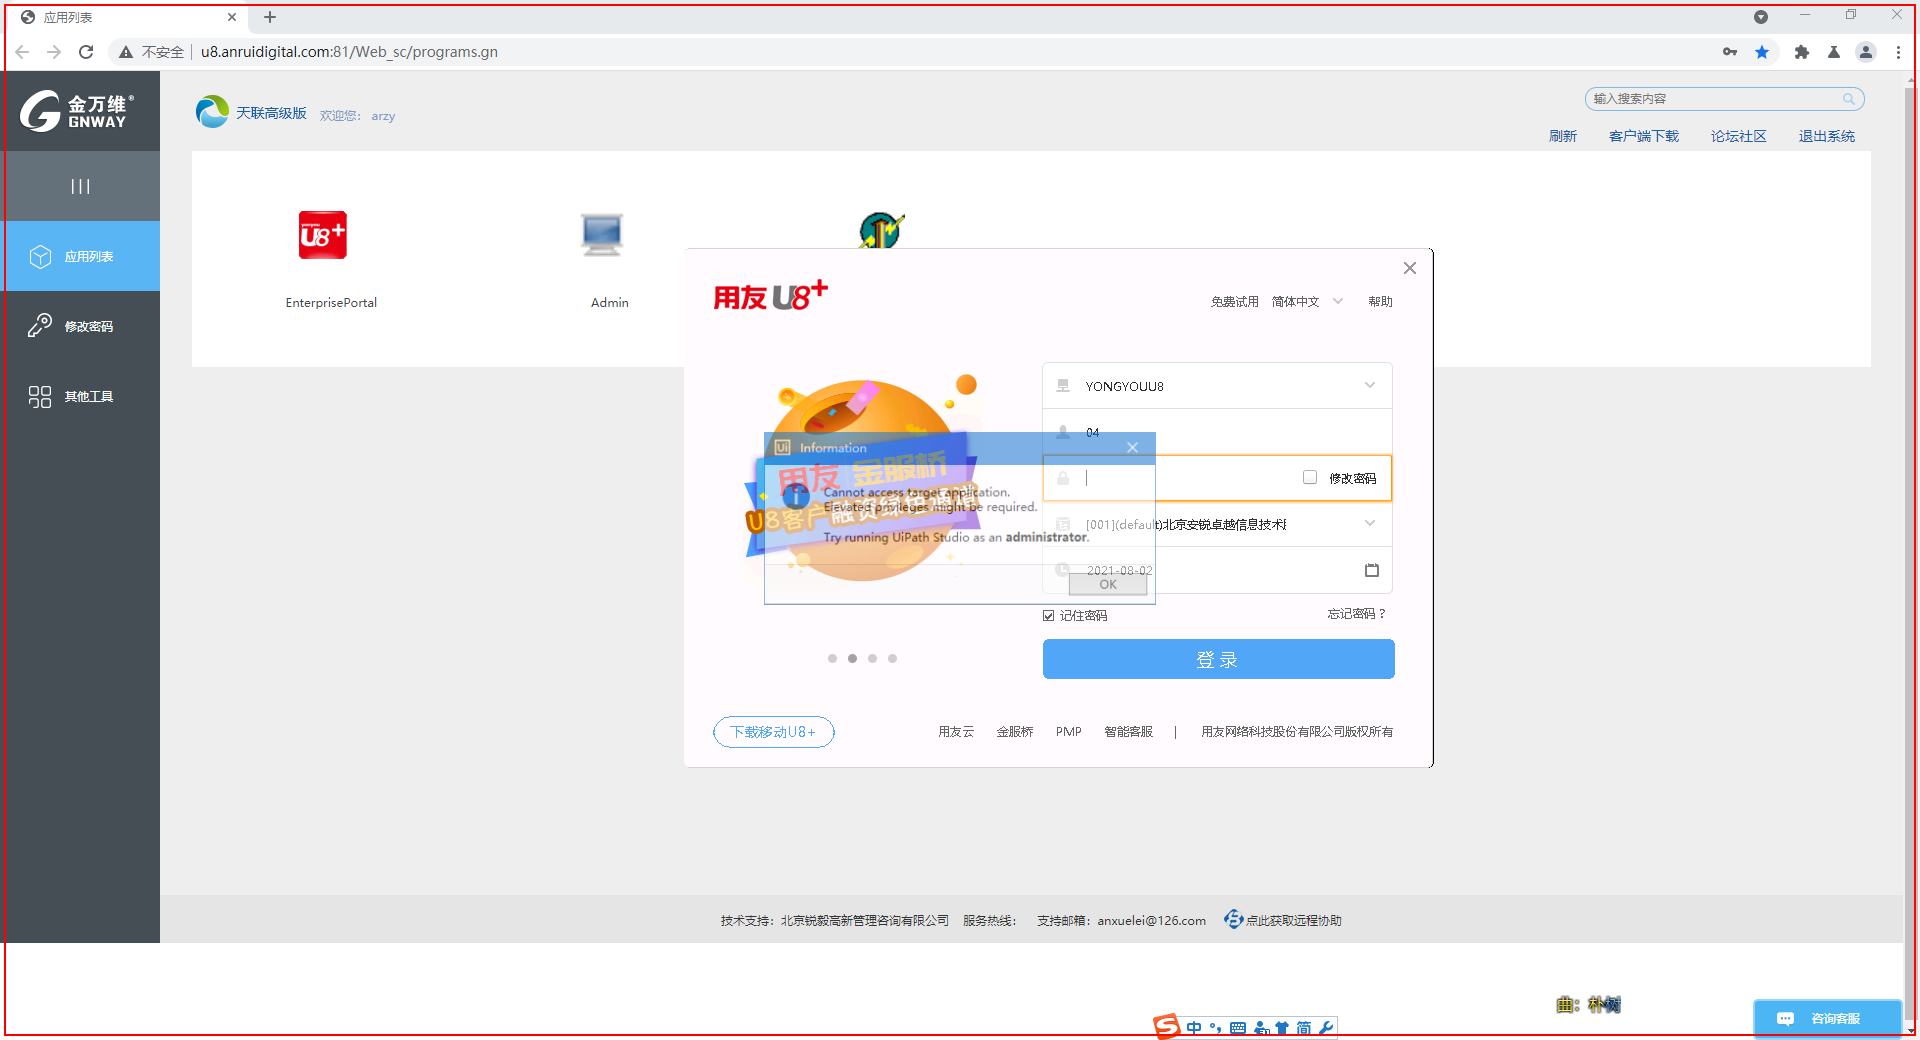 应用列表
不安全 u8.anruidigital.com:81/Web_sc/programs.gn
金万维®
GNWAY
天联高级版 欢迎您: arzy
输入搜索内容
刷新 客户端下载 论坛社区 退出系统
应用列表
修改密码
其他工具
EnterprisePortal
Admin
用友 U8+
免费试用 简体中文 帮助
YONGYOUU8
04
修改密码
[001](default)北京安锐卓越信息技术
2021-08-02
记住密码 忘记密码？
登录
用友 金服桥
U8客户融资绿色通道
Information
Cannot access target application.
Elevated privileges might be required.
Try running UiPath Studio as an administrator.
OK
下载移动U8+
用友云 金服桥 PMP 智能客服 | 用友网络科技股份有限公司版权所有
技术支持: 北京锐毅高新管理咨询有限公司 服务热线: 支持邮箱: anxuelei@126.com 点此获取远程协助
曲: 朴树
中 简
咨询客服